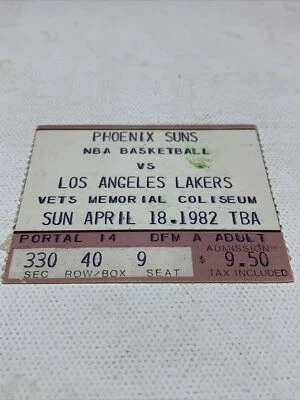 PHOENIX SUNS
NBA BASKETBALL
VS
LOS ANGELES LAKERS
VETS MEMORIAL COLISEUM
SUN APRIL 18.1982 TBA
PORTAL 14 DFM A ADULT
330 40 9 ADMISSION $ 9.50
SEC ROW/BOX SEAT TAX INCLUDED